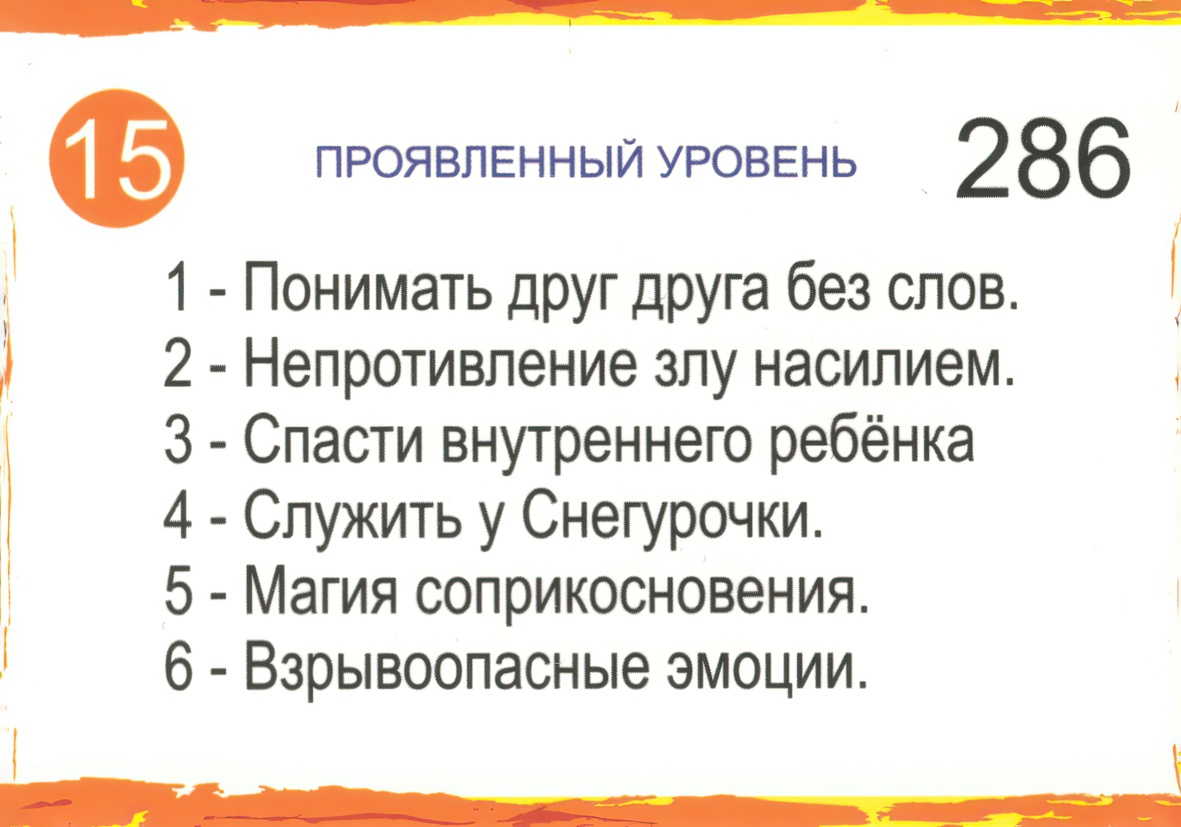 15 ПРОЯВЛЕННЫЙ УРОВЕНЬ 286
1 - Понимать друг друга без слов.
2 - Непротивление злу насилием.
3 - Спасти внутреннего ребёнка
4 - Служить у Снегурочки.
5 - Магия соприкосновения.
6 - Взрывоопасные эмоции.